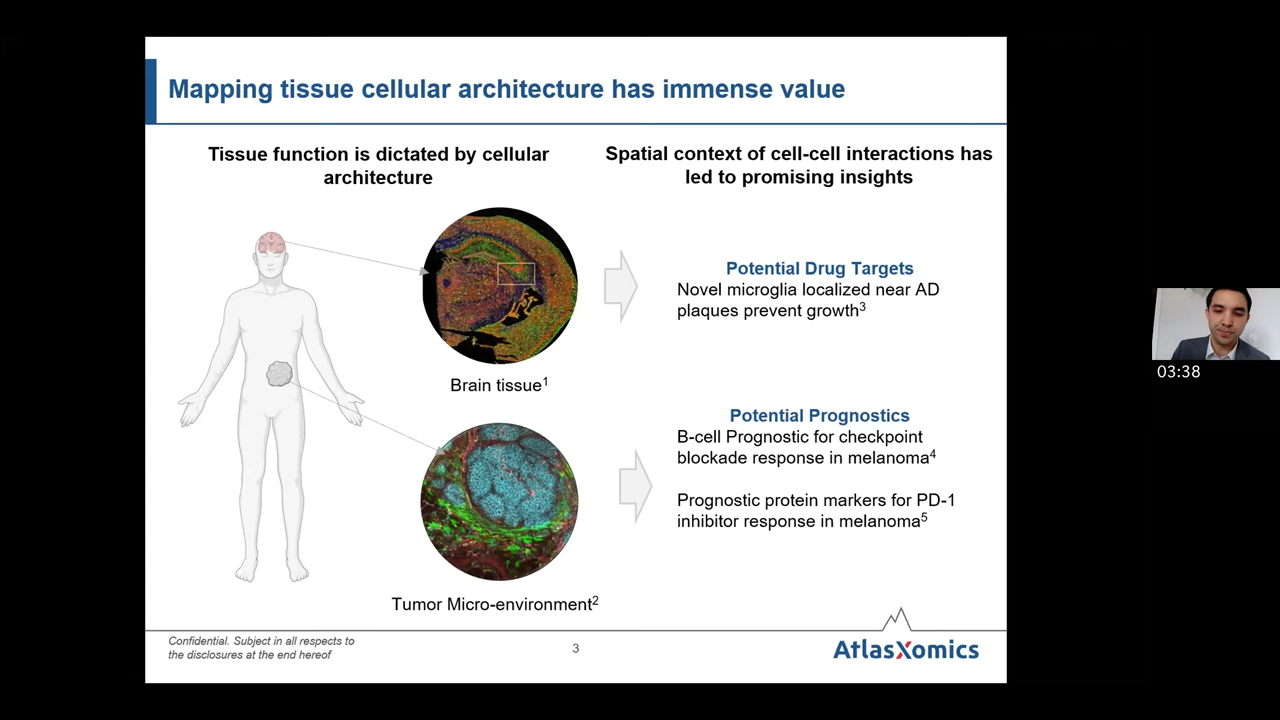 Mapping tissue cellular architecture has immense value
Tissue function is dictated by cellular
architecture
Spatial context of cell-cell interactions has
led to promising insights
Brain tissue1
Potential Drug Targets
Novel microglia localized near AD
plaques prevent growth3
Tumor Micro-environment2
Potential Prognostics
B-cell Prognostic for checkpoint
blockade response in melanoma4
Prognostic protein markers for PD-1
inhibitor response in melanoma5
Confidential. Subject in all respects to
the disclosures at the end hereof
3
AtlasXomics
03:38